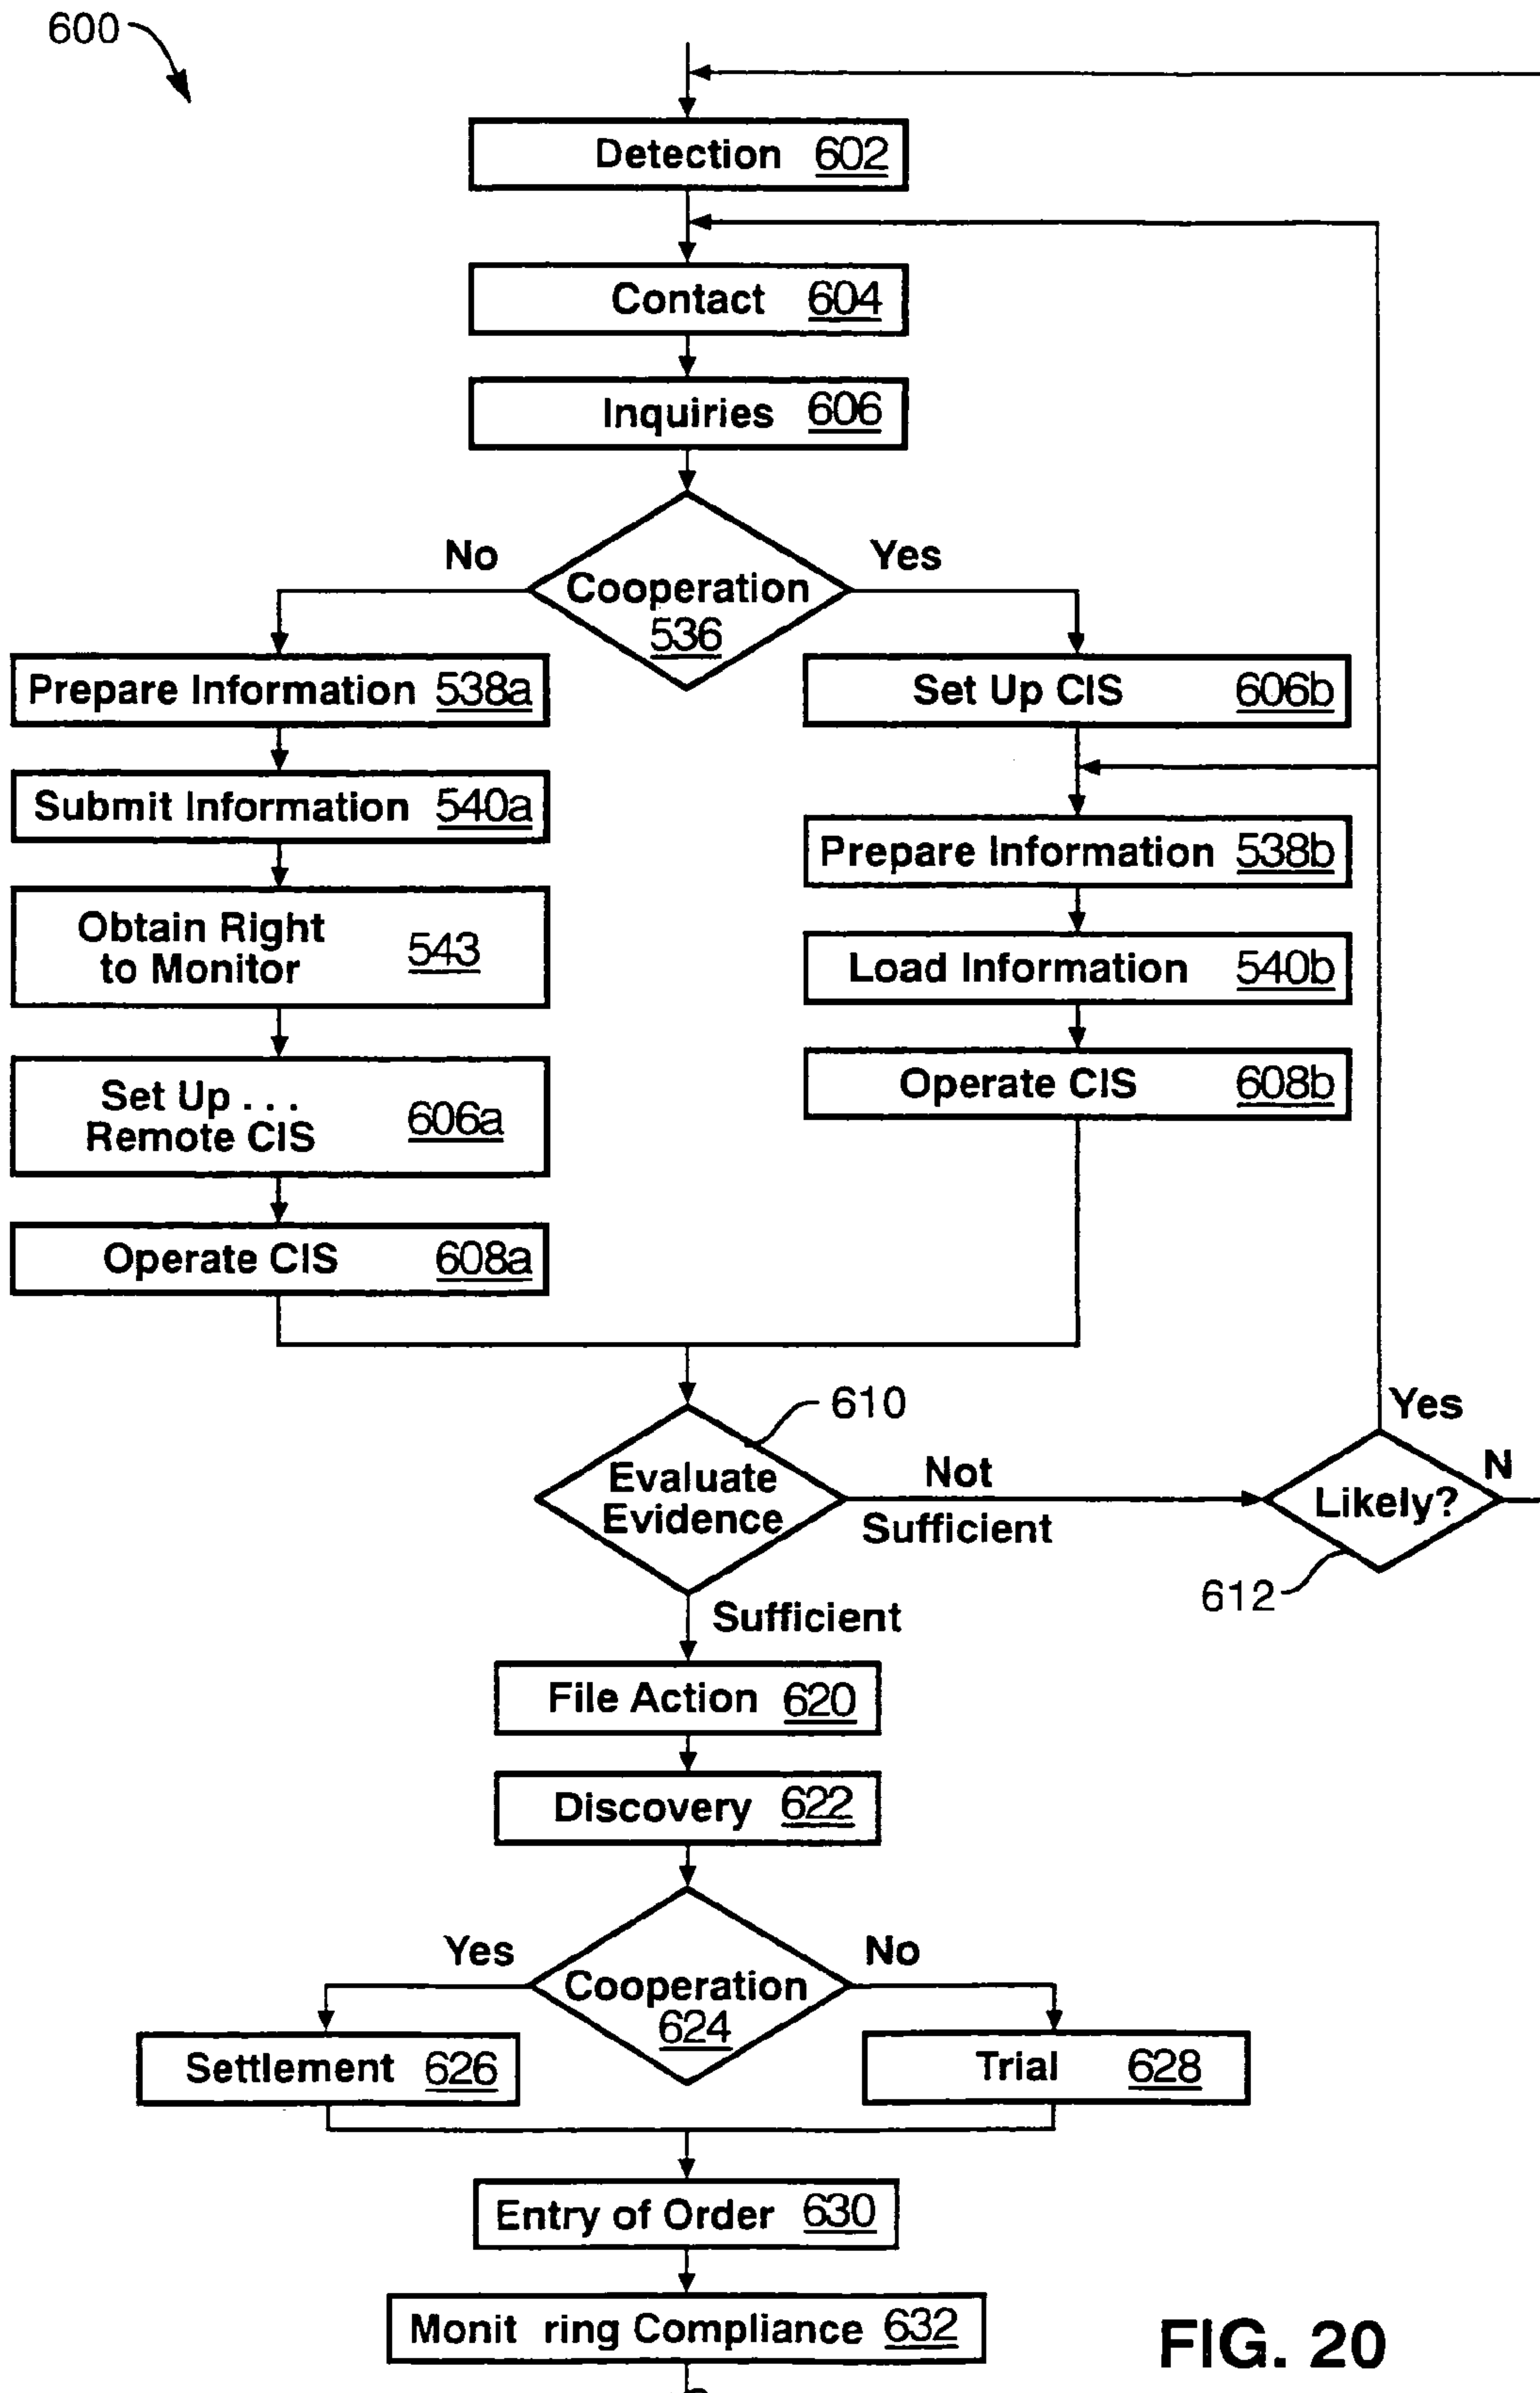 600
Detection 602
Contact 604
Inquiries 606
No
Yes
Cooperation
536
Prepare Information 538a
Set Up CIS 606b
Submit Information 540a
Prepare Information 538b
Obtain Right
to Monitor
543
Load Information 540b
Set Up . . .
Remote CIS
606a
Operate CIS 608b
Operate CIS 608a
610
Evaluate
Evidence
Not
Sufficient
Yes
N
Likely?
612
Sufficient
File Action 620
Discovery 622
Yes
No
Cooperation
624
Settlement 626
Trial 628
Entry of Order 630
Monit ring Compliance 632
FIG. 20